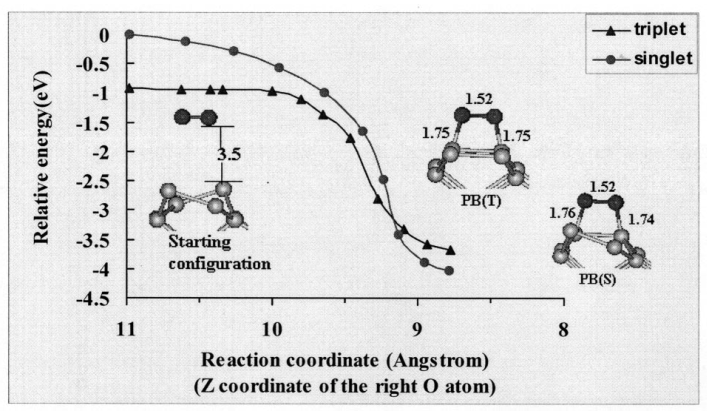 triplet
singlet
Relative energy(eV)
0
-0.5
-1
-1.5
-2
-2.5
-3
-3.5
-4
-4.5
11
10
9
8
3.5
Starting
configuration
1.52
1.75
1.75
PB(T)
1.52
1.76
1.74
PB(S)
Reaction coordinate (Angstrom)
(Z coordinate of the right O atom)